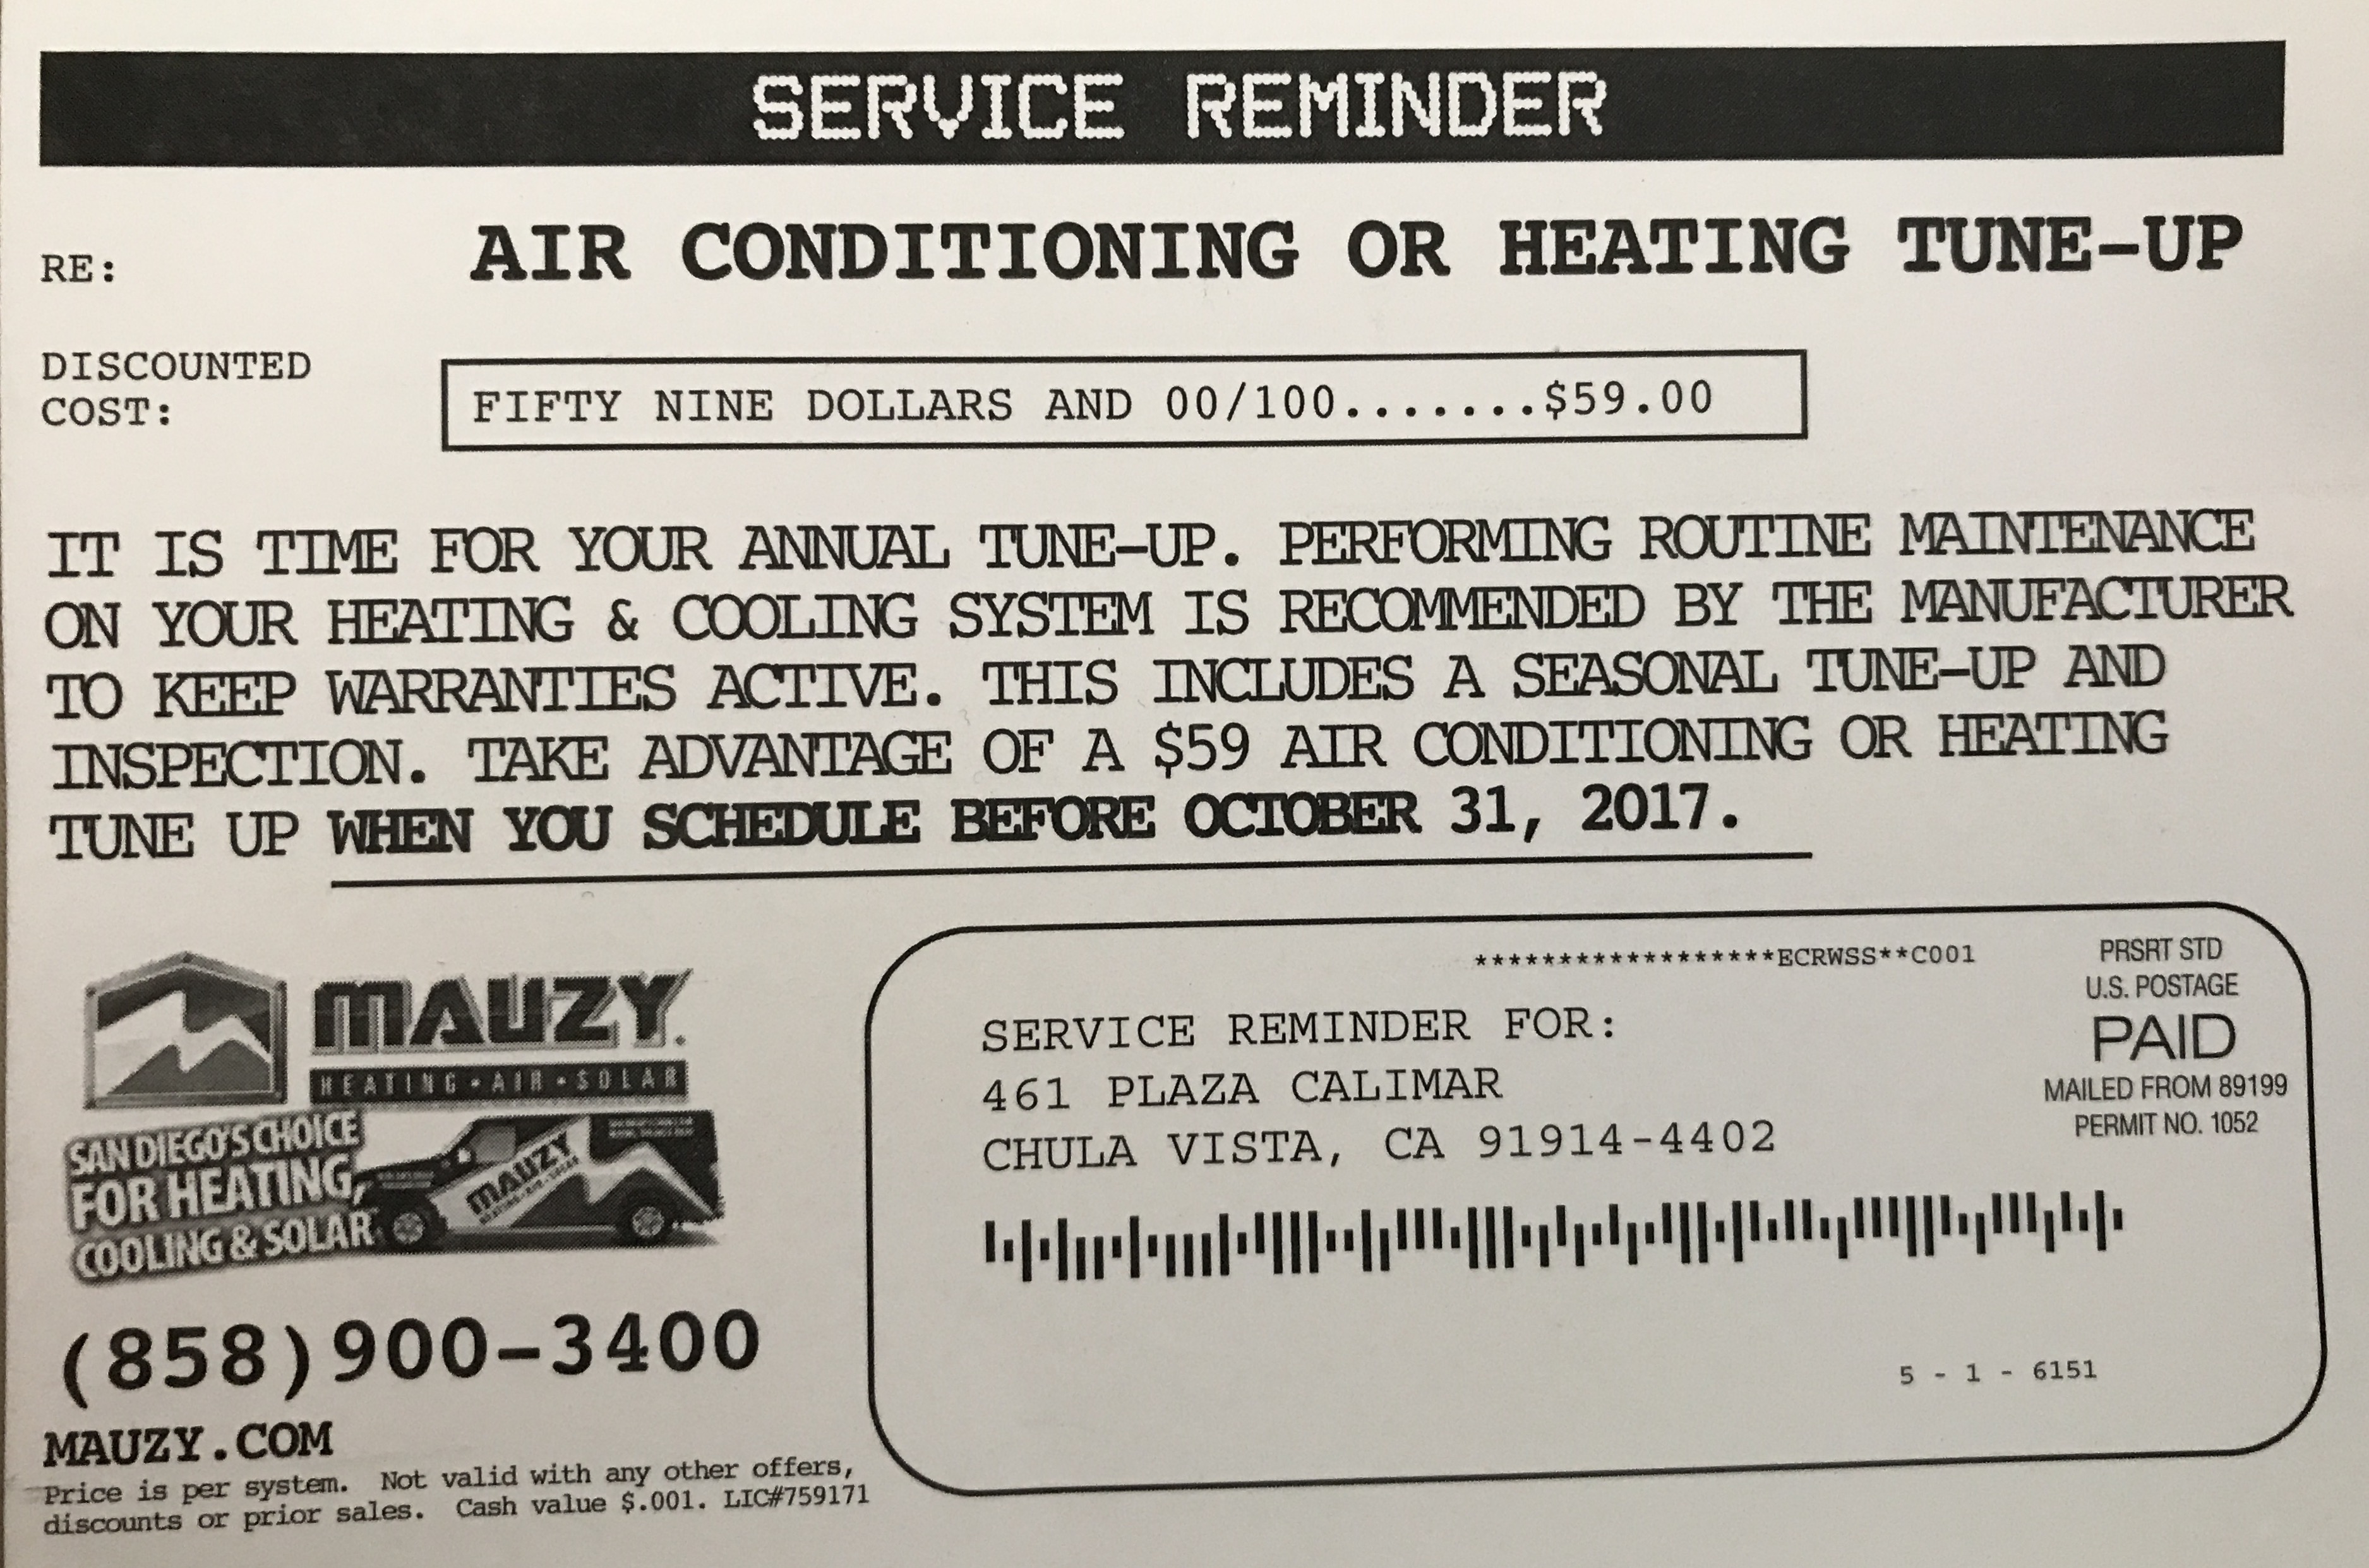 SERVICE REMINDER
RE:
AIR CONDITIONING OR HEATING TUNE-UP
DISCOUNTED
COST:
FIFTY NINE DOLLARS AND 00/100.......$59.00
IT IS TIME FOR YOUR ANNUAL TUNE-UP. PERFORMING ROUTINE MAINTENANCE
ON YOUR HEATING & COOLING SYSTEM IS RECOMMENDED BY THE MANUFACTURER
TO KEEP WARRANTIES ACTIVE. THIS INCLUDES A SEASONAL TUNE-UP AND
INSPECTION. TAKE ADVANTAGE OF A $59 AIR CONDITIONING OR HEATING
TUNE UP WHEN YOU SCHEDULE BEFORE OCTOBER 31, 2017.
MAUZY.
HEATING • AIR • SOLAR
SAN DIEGO'S CHOICE
FOR HEATING,
COOLING & SOLAR
MAUZY
(858)900-3400
MAUZY.COM
Price is per system. Not valid with any other offers,
discounts or prior sales. Cash value $.001. LIC#759171
******************ECRWSS**C001
SERVICE REMINDER FOR:
461 PLAZA CALIMAR
CHULA VISTA, CA 91914-4402
PRSRT STD
U.S. POSTAGE
PAID
MAILED FROM 89199
PERMIT NO. 1052
5 - 1 - 6151